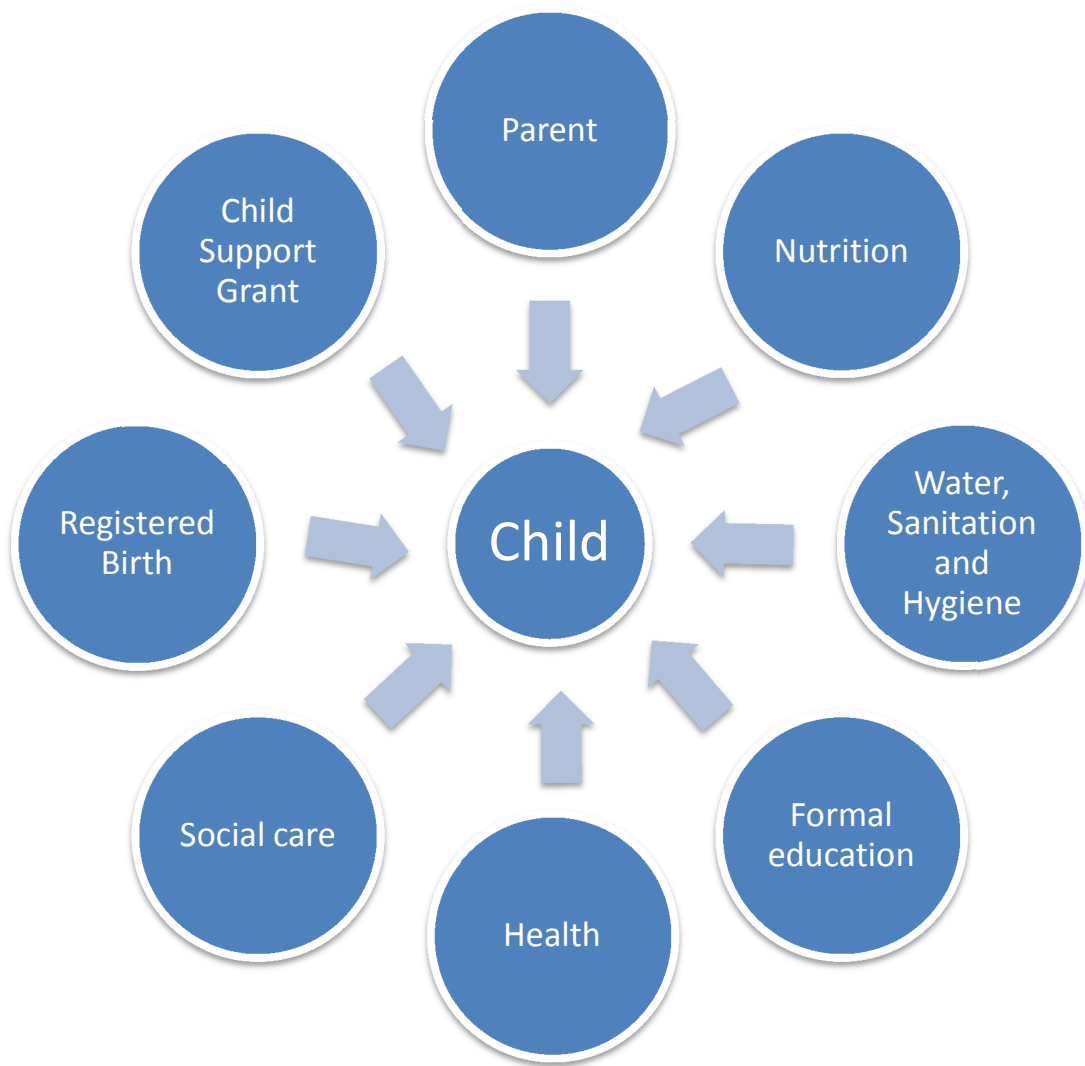 Parent
Nutrition
Water,
Sanitation
and
Hygiene
Formal
education
Health
Social care
Registered
Birth
Child
Support
Grant
Child